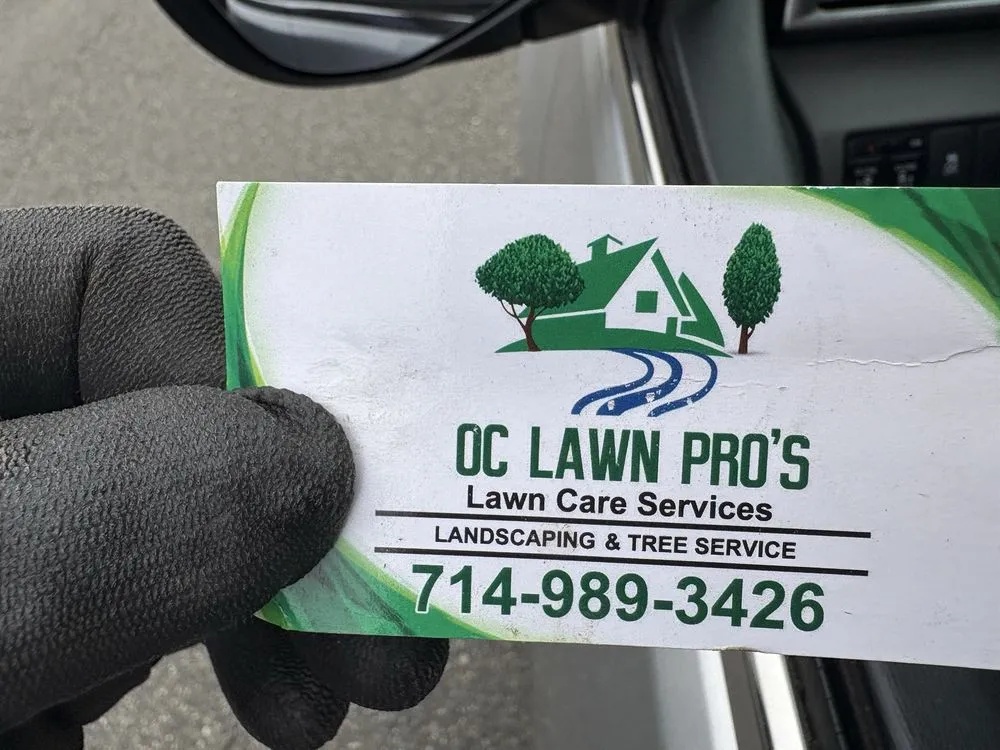 OC LAWN PRO'S
Lawn Care Services
LANDSCAPING & TREE SERVICE
714-989-3426